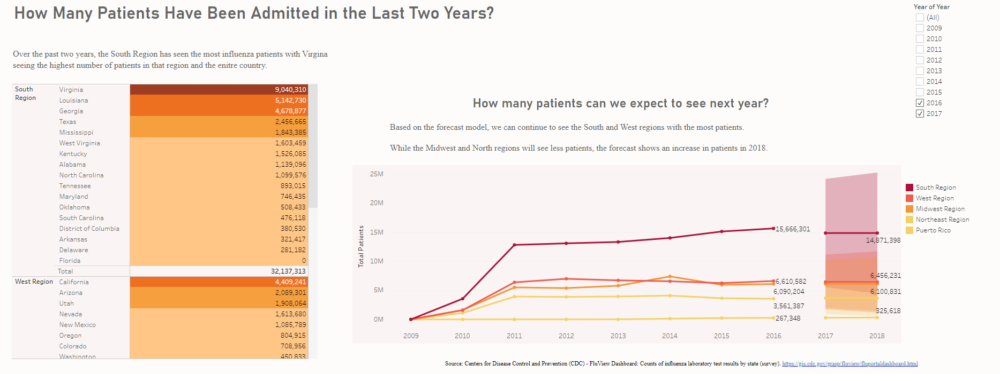 How Many Patients Have Been Admitted in the Last Two Years?
Over the past two years, the South Region has seen the most influenza patients with Virgina
seeing the highest number of patients in that region and the enitre country.
South Region Virginia 9,040,310
Louisiana 5,142,730
Georgia 4,678,877
Texas 2,456,665
Mississippi 1,843,385
West Virginia 1,603,459
Kentucky 1,526,085
Alabama 1,139,096
North Carolina 1,099,576
Tennessee 893,015
Maryland 746,435
Oklahoma 508,433
South Carolina 476,118
District of Columbia 380,530
Arkansas 321,417
Delaware 281,182
Florida 0
Total 32,137,313
West Region California 4,409,241
Arizona 2,089,301
Utah 1,908,064
Nevada 1,613,680
New Mexico 1,085,789
Oregon 804,915
Colorado 708,956
Washington 450,833
How many patients can we expect to see next year?
Based on the forecast model, we can continue to see the South and West regions with the most patients.
While the Midwest and North regions will see less patients, the forecast shows an increase in patients in 2018.
Total Patients
25M
20M
15M
10M
5M
0M
15,666,301
6,610,582
6,090,204
3,561,387
267,348
14,871,398
6,456,231
6,100,831
325,618
2009 2010 2011 2012 2013 2014 2015 2016 2017 2018
Year of Year
(All)
2009
2010
2011
2012
2013
2014
2015
2016
2017
South Region
West Region
Midwest Region
Northeast Region
Puerto Rico
Source: Centers for Disease Control and Prevention (CDC) - FluView Dashboard: Counts of influenza laboratory test results by state (survey). https://gis.cdc.gov/grasp/fluview/fluportaldashboard.html